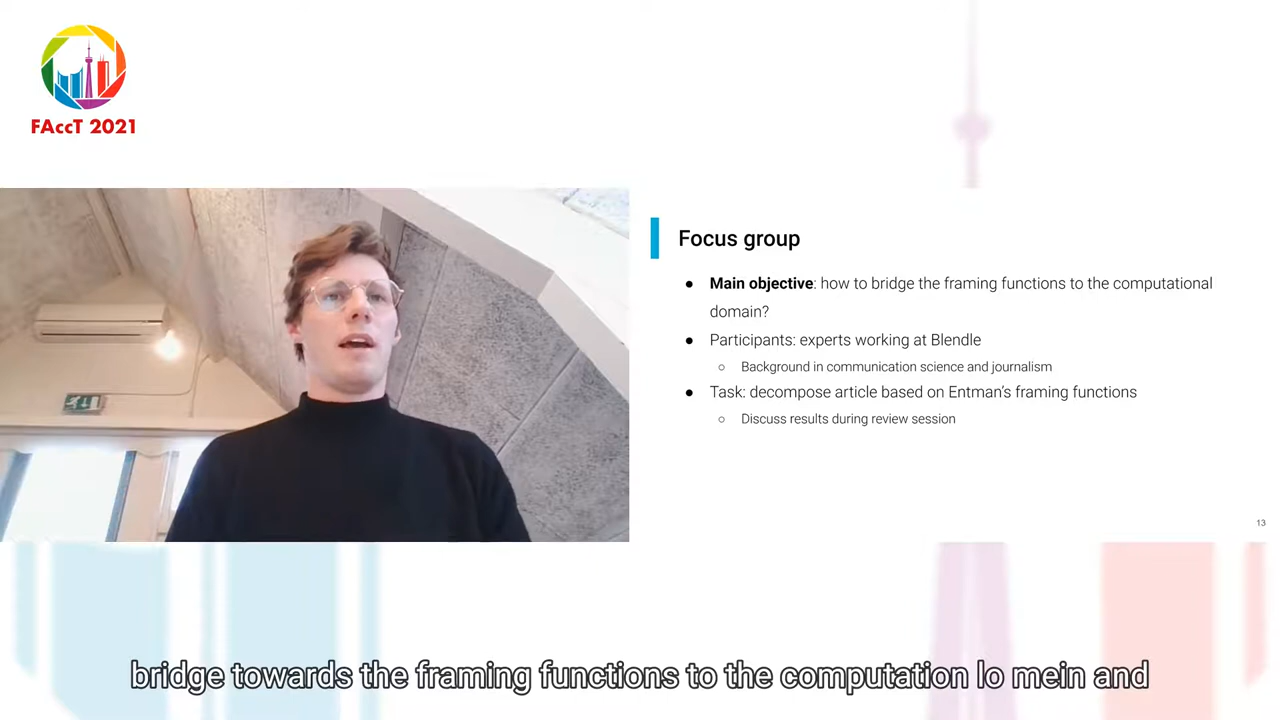 FAccT 2021
Focus group
● Main objective: how to bridge the framing functions to the computational
domain?
● Participants: experts working at Blendle
○ Background in communication science and journalism
● Task: decompose article based on Entman's framing functions
○ Discuss results during review session
13
bridge towards the framing functions to the computation lo mein and